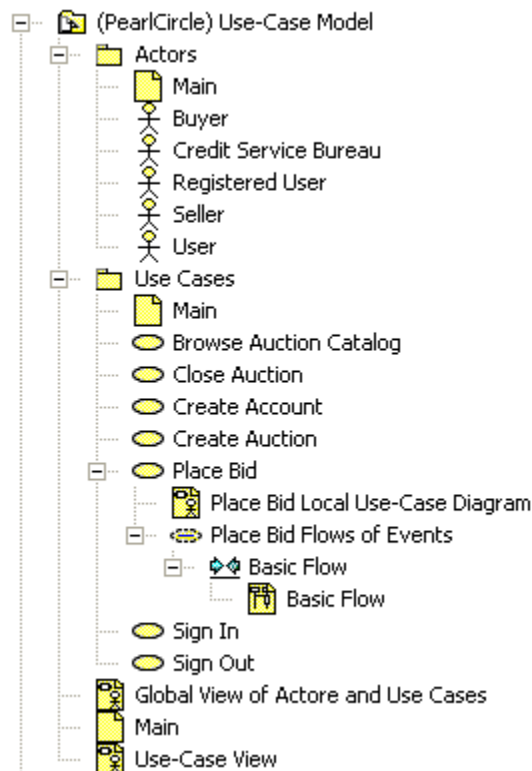 (PearlCircle) Use-Case Model
Actors
Main
Buyer
Credit Service Bureau
Registered User
Seller
User
Use Cases
Main
Browse Auction Catalog
Close Auction
Create Account
Create Auction
Place Bid
Place Bid Local Use-Case Diagram
Place Bid Flows of Events
Basic Flow
Basic Flow
Sign In
Sign Out
Global View of Actore and Use Cases
Main
Use-Case View